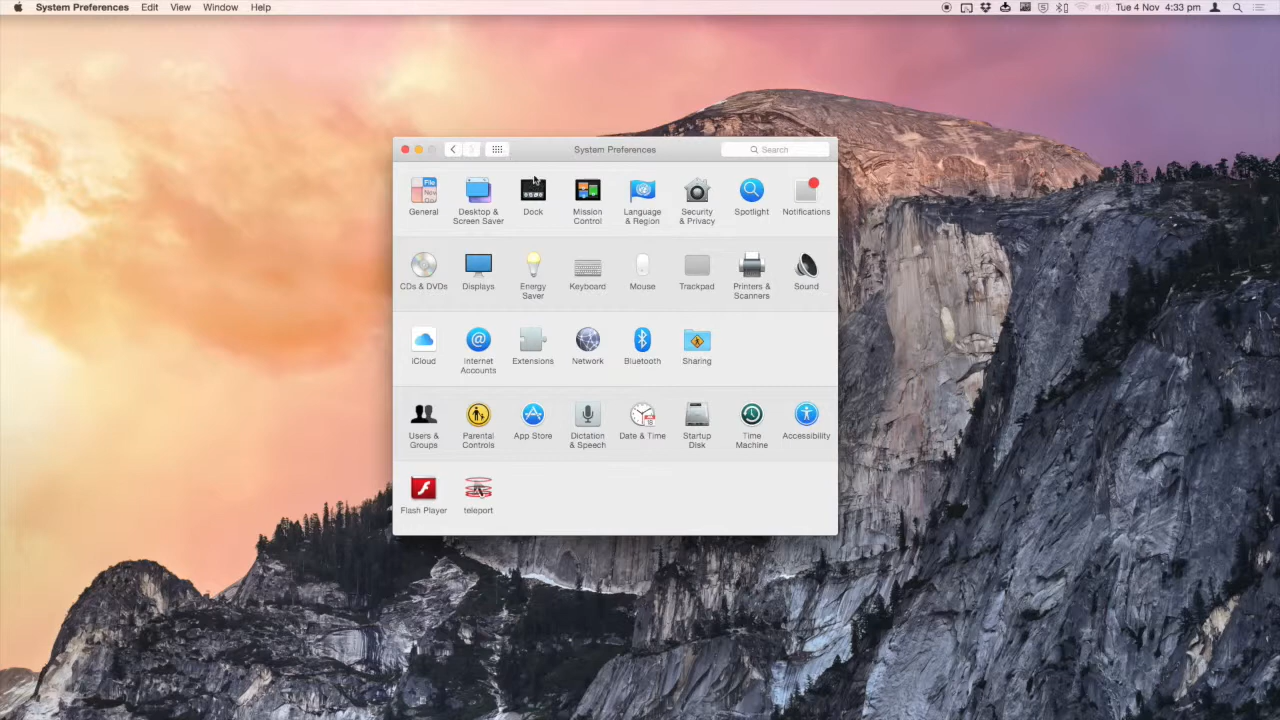 System Preferences Edit View Window Help Tue 4 Nov 4:33 pm
System Preferences Search
File
New
General
Desktop &
Screen Saver
Dock
Mission
Control
Language
& Region
Security
& Privacy
Spotlight
Notifications
CDs & DVDs
Displays
Energy
Saver
Keyboard
Mouse
Trackpad
Printers &
Scanners
Sound
iCloud
Internet
Accounts
Extensions
Network
Bluetooth
Sharing
Users &
Groups
Parental
Controls
App Store
Dictation
& Speech
18
Date & Time
Startup
Disk
Time
Machine
Accessibility
Flash Player
teleport